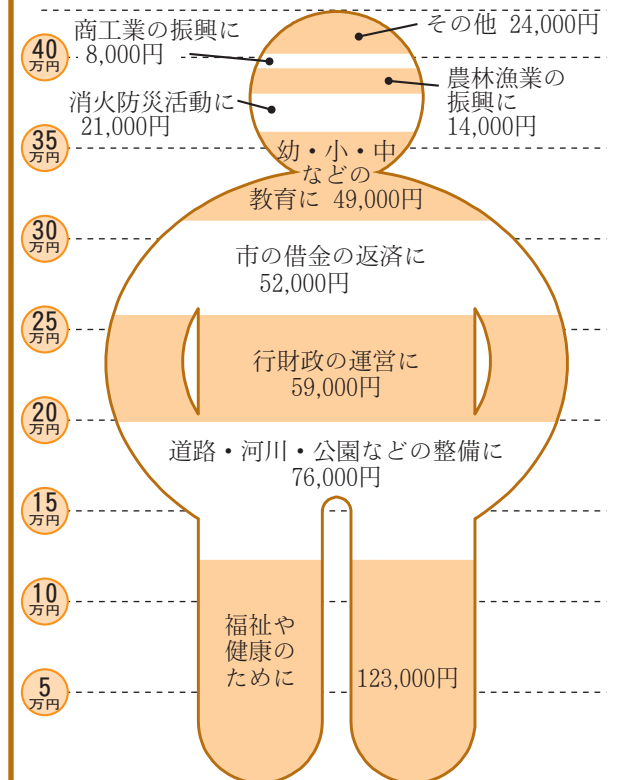 その他 24,000円
商工業の振興に
8,000円
農林漁業の
振興に
14,000円
消火防災活動に
21,000円
幼・小・中
などの
教育に 49,000円
市の借金の返済に
52,000円
行財政の運営に
59,000円
道路・河川・公園などの整備に
76,000円
福祉や
健康の
ために
123,000円
40
万円
35
万円
30
万円
25
万円
20
万円
15
万円
10
万円
5
万円